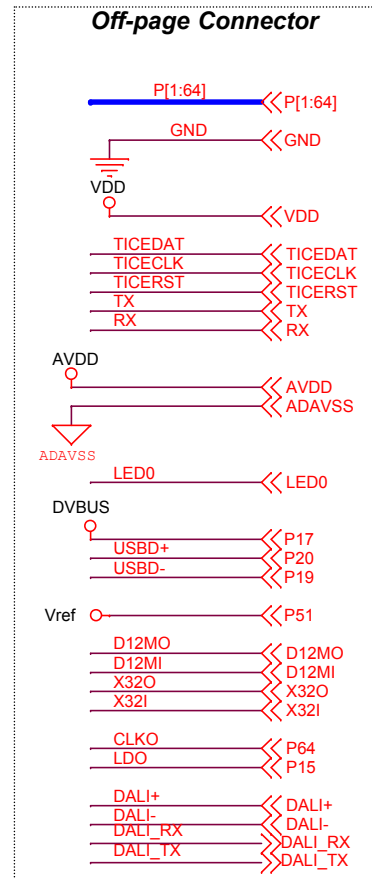 Off-page Connector
P[1:64] P[1:64]
GND GND
VDD
VDD
TICEDAT TICEDAT
TICECLK TICECLK
TICERST TICERST
TX TX
RX RX
AVDD
AVDD
ADAVSS
ADAVSS
LED0 LED0
DVBUS
P17
USBD+ P20
USBD- P19
Vref P51
D12MO D12MO
D12MI D12MI
X32O X32O
X32I X32I
CLKO P64
LDO P15
DALI+ DALI+
DALI- DALI-
DALI_RX DALI_RX
DALI_TX DALI_TX